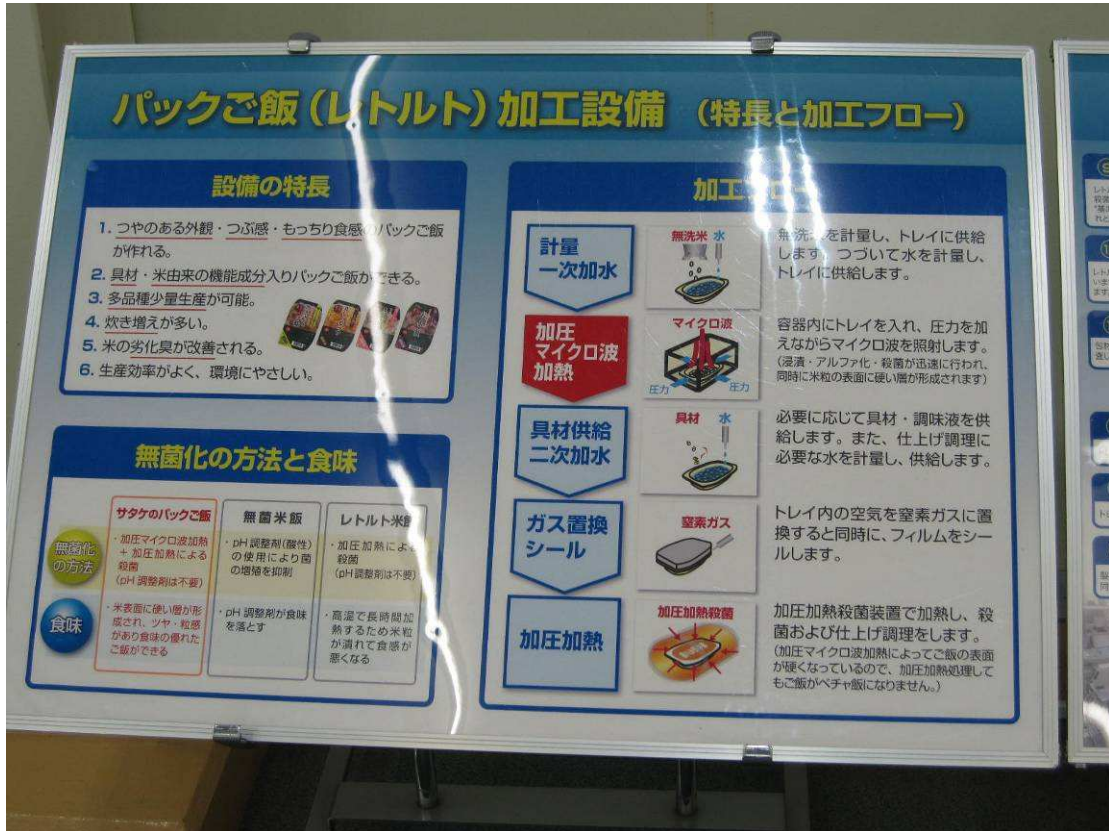 パックご飯（レトルト）加工設備 （特長と加工フロー）
設備の特長
1. つやのある外観・つぶ感・もっちり食感のパックご飯
が作れる。
2. 具材・米由来の機能成分入りパックご飯ができる。
3. 多品種少量生産が可能。
4. 炊き増えが多い。
5. 米の劣化臭が改善される。
6. 生産効率がよく、環境にやさしい。
無菌化の方法と食味
サタケのパックご飯
無菌米飯
レトルト米飯
無菌化
の方法
・加圧マイクロ波加熱
＋加圧加熱による
殺菌
（pH調整剤は不要）
・pH調整剤（酸性）
の使用により菌
の増殖を抑制
・加圧加熱による
殺菌
（pH調整剤は不要）
食味
・米表面に硬い層が形
成され、ツヤ・粒感
があり食味の優れた
ご飯ができる
・pH調整剤が食味
を落とす
・高温で長時間加
熱するため米粒
が潰れて食感が
悪くなる
加工フロー
計量
一次加水
無洗米 水
無洗米を計量し、トレイに供給
します。つづいて水を計量し、
トレイに供給します。
加圧
マイクロ波
加熱
マイクロ波
圧力 圧力
容器内にトレイを入れ、圧力を加
えながらマイクロ波を照射します。
（浸漬・アルファ化・殺菌が迅速に行われ、
同時に米粒の表面に硬い層が形成されます）
具材供給
二次加水
具材 水
必要に応じて具材・調味液を供
給します。また、仕上げ調理に
必要な水を計量し、供給します。
ガス置換
シール
窒素ガス
トレイ内の空気を窒素ガスに置
換すると同時に、フィルムをシー
ルします。
加圧加熱
加圧加熱殺菌
加圧加熱殺菌装置で加熱し、殺
菌および仕上げ調理をします。
（加圧マイクロ波加熱によってご飯の表面
が硬くなっているので、加圧加熱処理して
もご飯がベチャ飯になりません。）